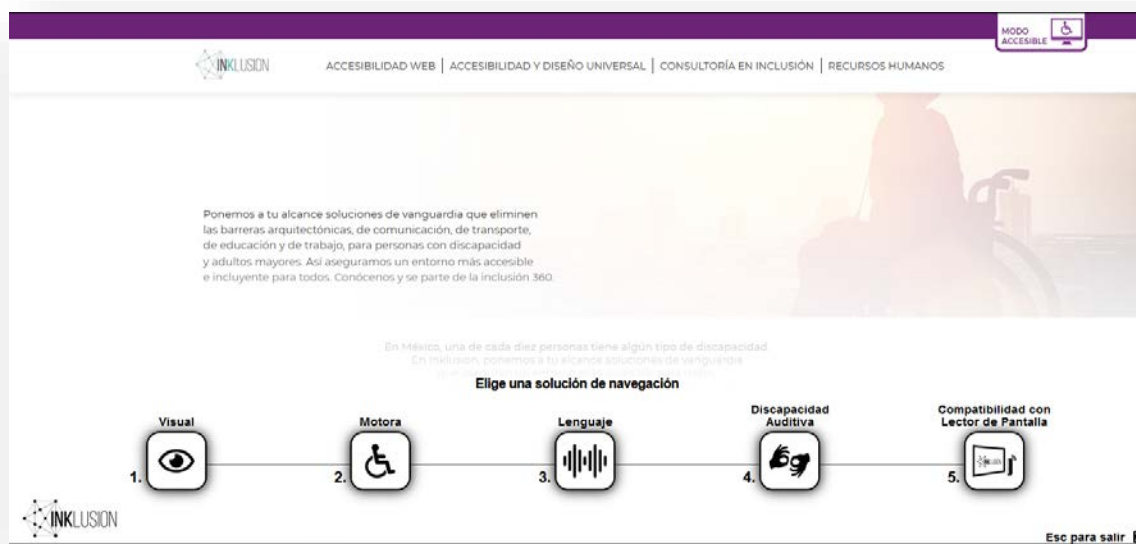 MODO
ACCESIBLE
INKLUSION
ACCESIBILIDAD WEB | ACCESIBILIDAD Y DISEÑO UNIVERSAL | CONSULTORÍA EN INCLUSIÓN | RECURSOS HUMANOS
Ponemos a tu alcance soluciones de vanguardia que eliminen
las barreras arquitectónicas, de comunicación, de transporte,
de educación y de trabajo, para personas con discapacidad
y adultos mayores. Así aseguramos un entorno más accesible
e incluyente para todos. Conócenos y se parte de la inclusión 360.
En México, una de cada diez personas tiene algún tipo de discapacidad
En Inklusion, ponemos a tu alcance soluciones de vanguardia
Elige una solución de navegación
Visual
1.
Motora
2.
Lenguaje
3.
Discapacidad
Auditiva
4.
Compatibilidad con
Lector de Pantalla
5.
INKLUSION
Esc para salir